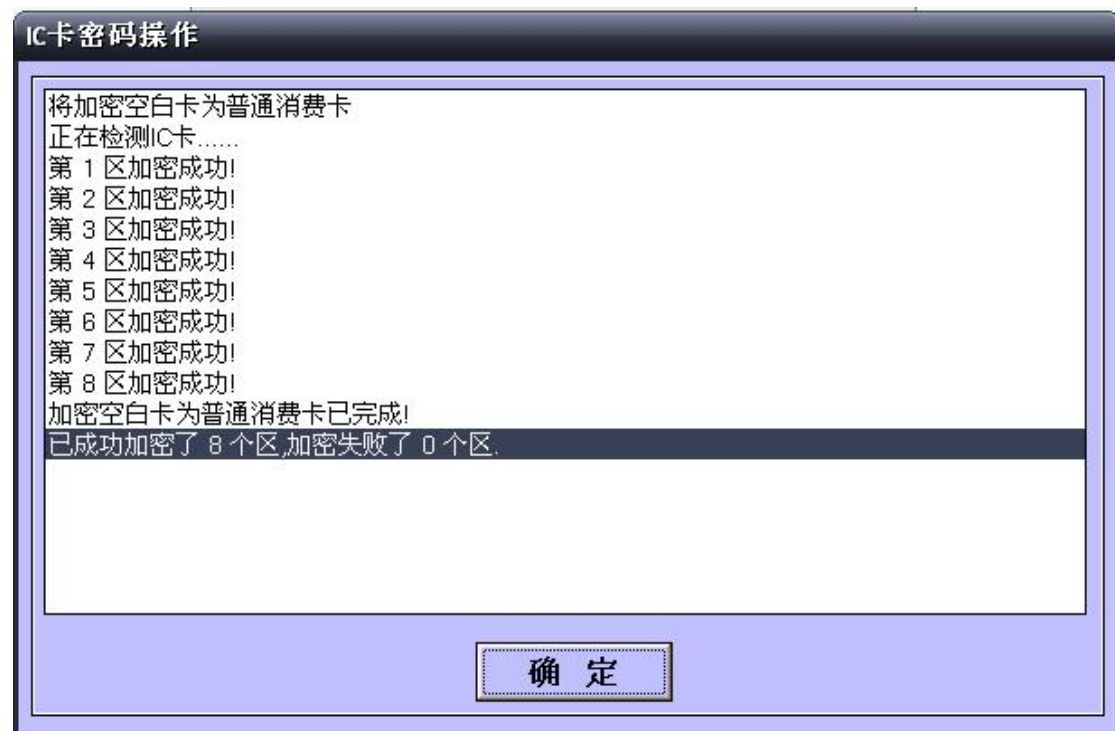 IC卡密码操作
将加密空白卡为普通消费卡
正在检测IC卡......
第 1 区加密成功!
第 2 区加密成功!
第 3 区加密成功!
第 4 区加密成功!
第 5 区加密成功!
第 6 区加密成功!
第 7 区加密成功!
第 8 区加密成功!
加密空白卡为普通消费卡已完成!
已成功加密了 8 个区,加密失败了 0 个区.
确 定